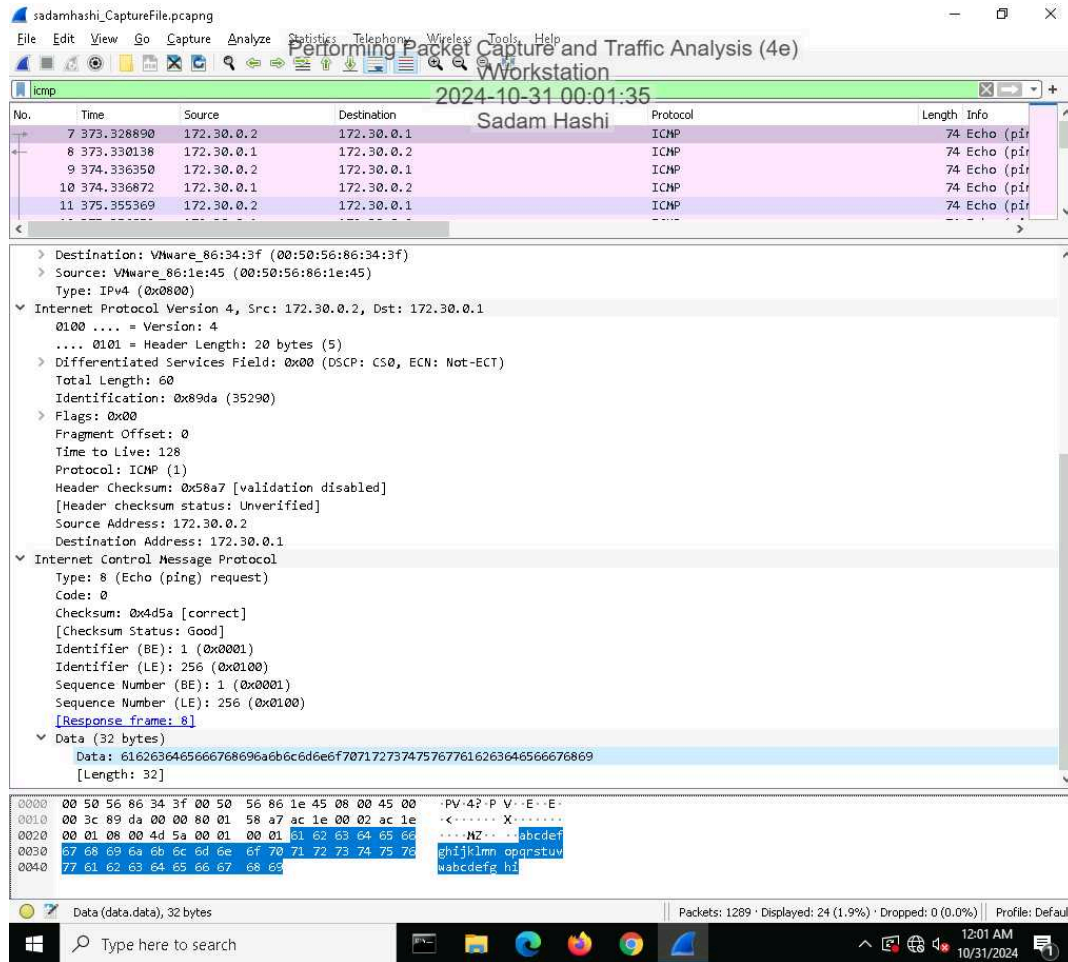 sadamhashi_CaptureFile.pcapng
File Edit View Go Capture Analyze Statistics Telephony Wireless Tools Help
Performing Packet Capture and Traffic Analysis (4e)
vWorkstation
2024-10-31 00:01:35
Sadam Hashi
icmp
No. Time Source Destination Protocol Length Info
7 373.328890 172.30.0.2 172.30.0.1 ICMP 74 Echo (pin
8 373.330138 172.30.0.1 172.30.0.2 ICMP 74 Echo (pin
9 374.336350 172.30.0.2 172.30.0.1 ICMP 74 Echo (pin
10 374.336872 172.30.0.1 172.30.0.2 ICMP 74 Echo (pin
11 375.355369 172.30.0.2 172.30.0.1 ICMP 74 Echo (pin
Destination: VMware_86:34:3f (00:50:56:86:34:3f)
Source: VMware_86:1e:45 (00:50:56:86:1e:45)
Type: IPv4 (0x0800)
Internet Protocol Version 4, Src: 172.30.0.2, Dst: 172.30.0.1
0100 .... = Version: 4
.... 0101 = Header Length: 20 bytes (5)
Differentiated Services Field: 0x00 (DSCP: CS0, ECN: Not-ECT)
Total Length: 60
Identification: 0x89da (35290)
Flags: 0x00
Fragment Offset: 0
Time to Live: 128
Protocol: ICMP (1)
Header Checksum: 0x58a7 [validation disabled]
[Header checksum status: Unverified]
Source Address: 172.30.0.2
Destination Address: 172.30.0.1
Internet Control Message Protocol
Type: 8 (Echo (ping) request)
Code: 0
Checksum: 0x4d5a [correct]
[Checksum Status: Good]
Identifier (BE): 1 (0x0001)
Identifier (LE): 256 (0x0100)
Sequence Number (BE): 1 (0x0001)
Sequence Number (LE): 256 (0x0100)
[Response frame: 8]
Data (32 bytes)
Data: 6162636465666768696a6b6c6d6e6f7071727374757677616263646566676869
[Length: 32]
0000 00 50 56 86 34 3f 00 50 56 86 1e 45 08 00 45 00 ·PV·4?·P V··E··E·
0010 00 3c 89 da 00 00 80 01 58 a7 ac 1e 00 02 ac 1e ·<······ X·······
0020 00 01 08 00 4d 5a 00 01 00 01 61 62 63 64 65 66 ····MZ·· ··abcdef
0030 67 68 69 6a 6b 6c 6d 6e 6f 70 71 72 73 74 75 76 ghijklmn opqrstuv
0040 77 61 62 63 64 65 66 67 68 69 wabcdefg hi
Data (data.data), 32 bytes Packets: 1289 · Displayed: 24 (1.9%) · Dropped: 0 (0.0%) Profile: Defaul
Type here to search
12:01 AM
10/31/2024
1